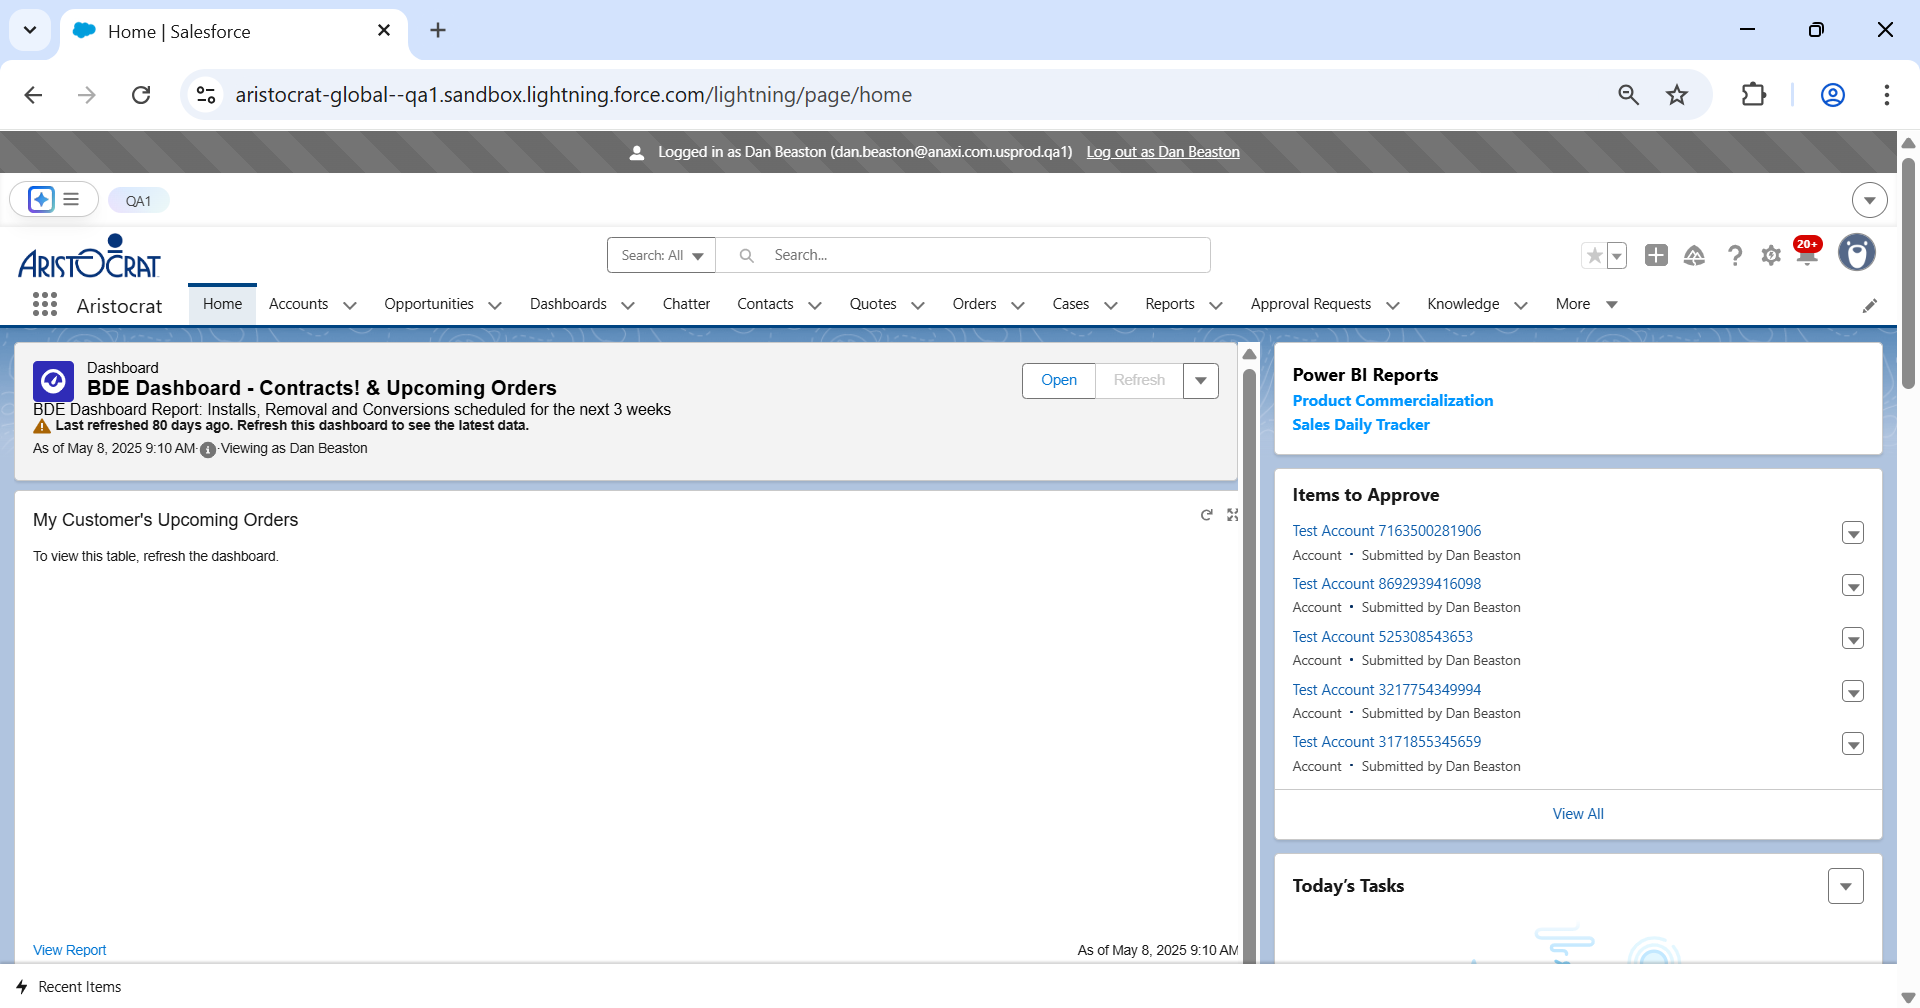 Home | Salesforce
aristocrat-global--qa1.sandbox.lightning.force.com/lightning/page/home
Logged in as Dan Beaston (dan.beaston@anaxi.com.usprod.qa1) Log out as Dan Beaston
QA1
ARISTOCRAT
Search: All
Search...
20+
Aristocrat
Home
Accounts
Opportunities
Dashboards
Chatter
Contacts
Quotes
Orders
Cases
Reports
Approval Requests
Knowledge
More
Dashboard
BDE Dashboard - Contracts! & Upcoming Orders
BDE Dashboard Report: Installs, Removal and Conversions scheduled for the next 3 weeks
Last refreshed 80 days ago. Refresh this dashboard to see the latest data.
As of May 8, 2025 9:10 AM·Viewing as Dan Beaston
Open
Refresh
My Customer's Upcoming Orders
To view this table, refresh the dashboard.
View Report
As of May 8, 2025 9:10 AM
Power BI Reports
Product Commercialization
Sales Daily Tracker
Items to Approve
Test Account 7163500281906
Account • Submitted by Dan Beaston
Test Account 8692939416098
Account • Submitted by Dan Beaston
Test Account 525308543653
Account • Submitted by Dan Beaston
Test Account 3217754349994
Account • Submitted by Dan Beaston
Test Account 3171855345659
Account • Submitted by Dan Beaston
View All
Today's Tasks
Recent Items